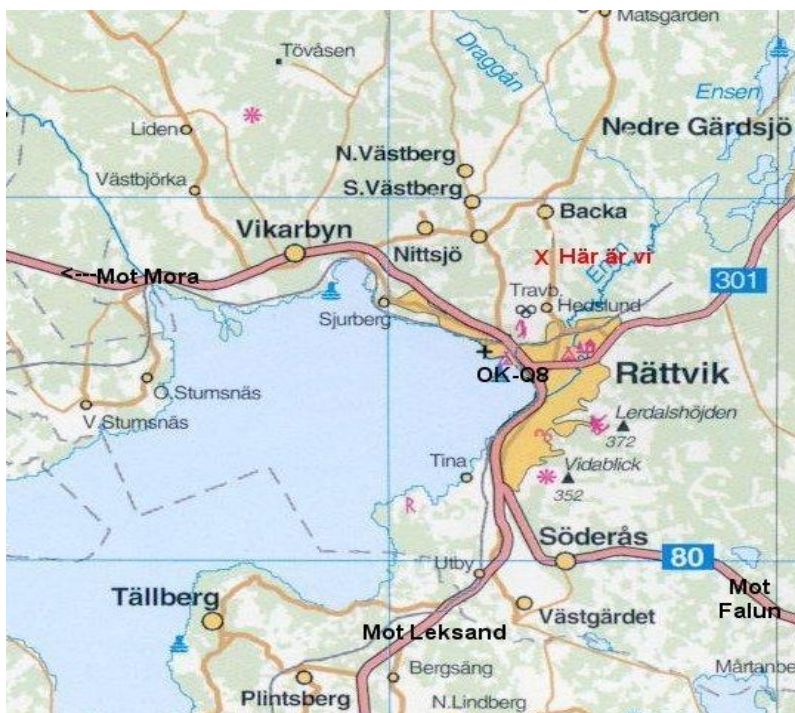 Matsgården
Tövåsen
Draggån
Ensen
Liden
Nedre Gärdsjö
N.Västberg
Västbjörka
S.Västberg
Backa
Vikarbyn
Nittsjö
X Här är vi
<---Mot Mora
Enån
301
Travb.
Hedslund
Sjurberg
OK-Q8
Rättvik
Ö.Stumsnäs
V.Stumsnäs
Lerdalshöjden
372
Tina
Vidablick
352
R
Söderås
80
Utby
Mot
Falun
Tällberg
Västgärdet
Mot Leksand
Bergsäng
Mårtanbe
Plintsberg
N.Lindberg